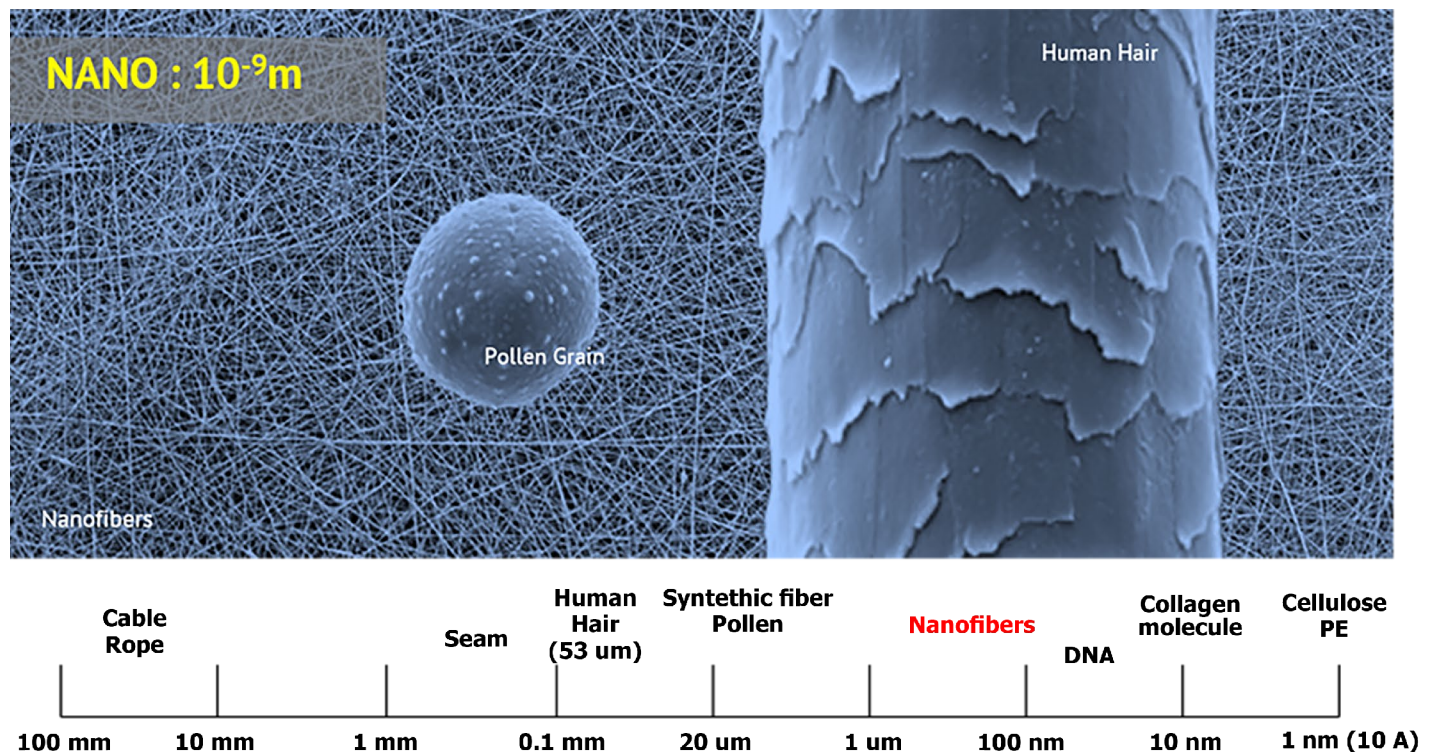 NANO : 10⁻⁹m
Human Hair
Pollen Grain
Nanofibers
Cable
Rope
Seam
Human
Hair
(53 um)
Syntethic fiber
Pollen
Nanofibers
DNA
Collagen
molecule
Cellulose
PE
100 mm 10 mm 1 mm 0.1 mm 20 um 1 um 100 nm 10 nm 1 nm (10 A)